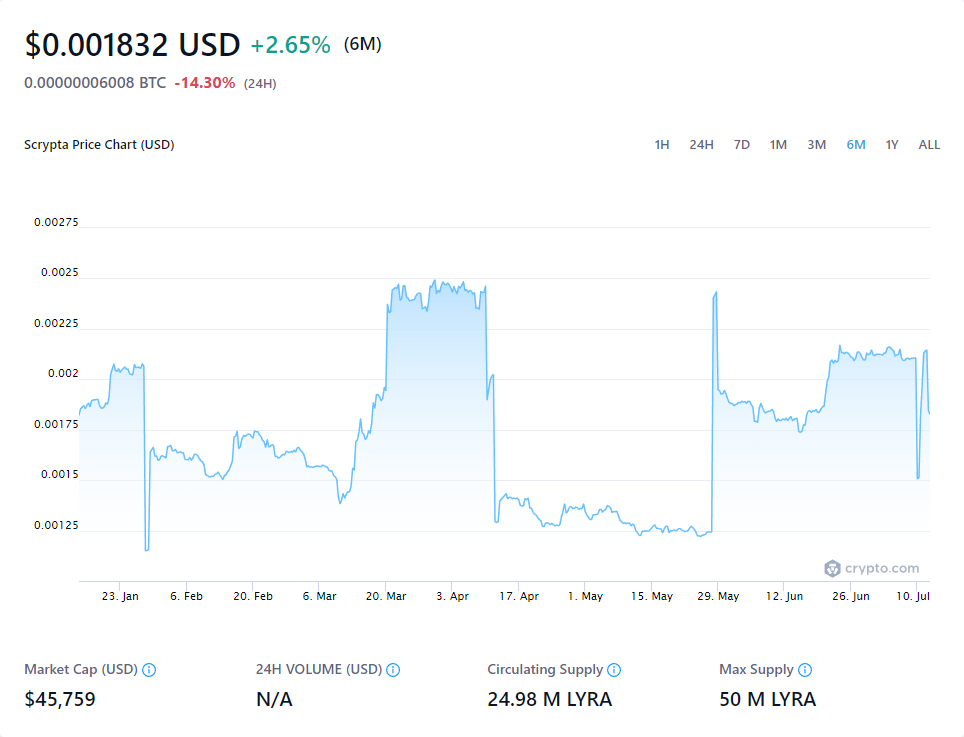 $0.001832 USD +2.65% (6M)
0.00000006008 BTC -14.30% (24H)
Scrypta Price Chart (USD) 1H 24H 7D 1M 3M 6M 1Y ALL
0.00275
0.0025
0.00225
0.002
0.00175
0.0015
0.00125
crypto.com
23. Jan 6. Feb 20. Feb 6. Mar 20. Mar 3. Apr 17. Apr 1. May 15. May 29. May 12. Jun 26. Jun 10. Jul
Market Cap (USD) 24H VOLUME (USD) Circulating Supply Max Supply
$45,759 N/A 24.98 M LYRA 50 M LYRA